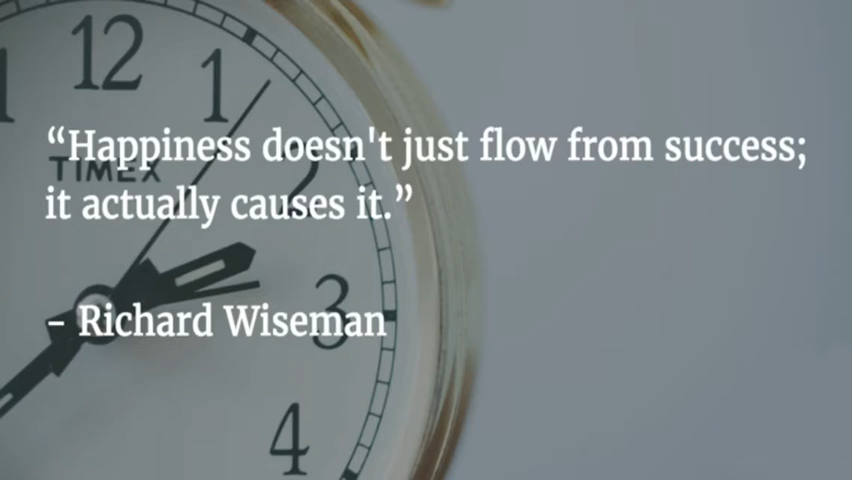 12
1
“Happiness doesn't just flow from success;
TIMEX
2
it actually causes it.”
3
– Richard Wiseman
4